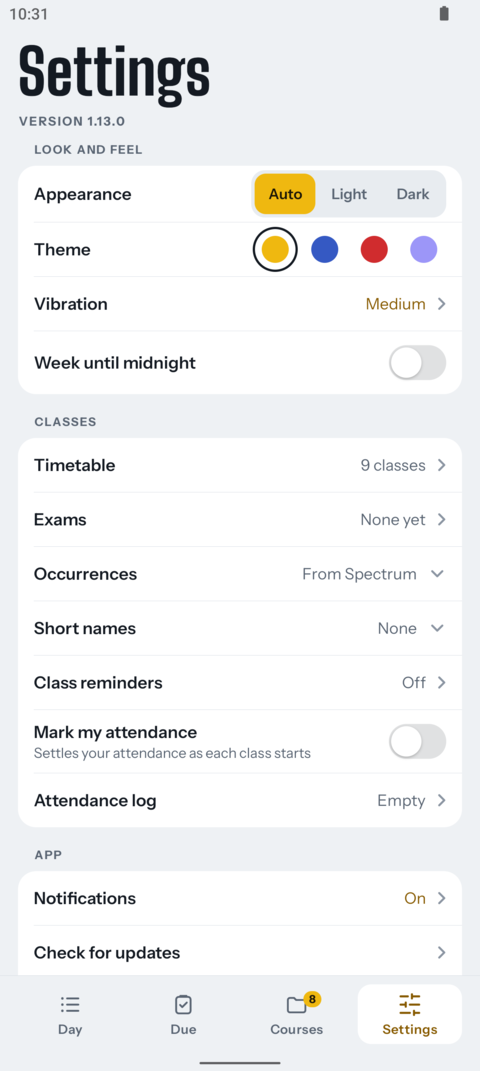 10:31
Settings
VERSION 1.13.0
LOOK AND FEEL
Appearance Auto Light Dark
Theme
Vibration Medium
Week until midnight
CLASSES
Timetable 9 classes
Exams None yet
Occurrences From Spectrum
Short names None
Class reminders Off
Mark my attendance
Settles your attendance as each class starts
Attendance log Empty
APP
Notifications On
Check for updates
8
Day Due Courses Settings